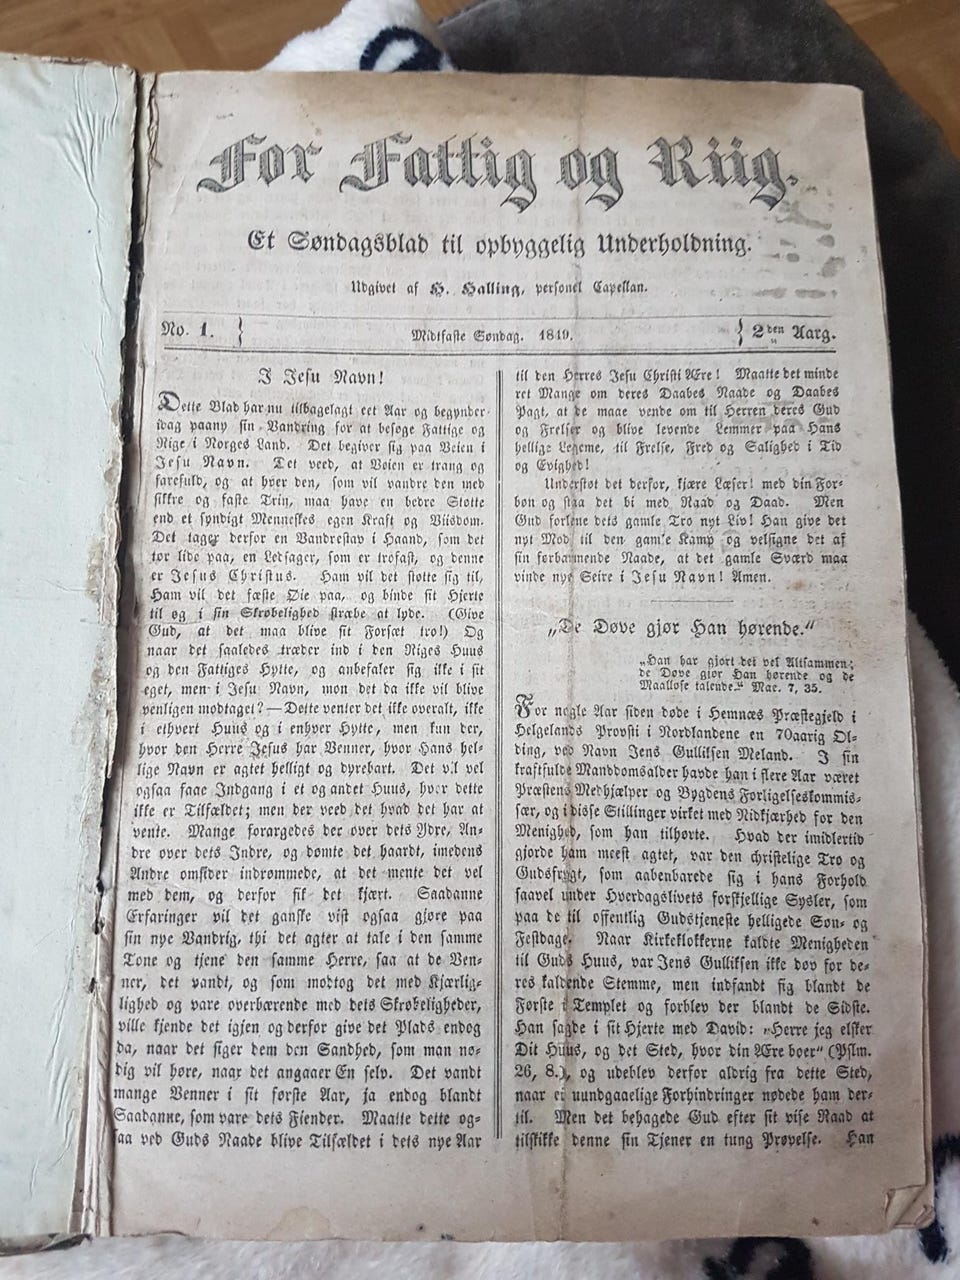 For Fattig og Riig.
Et Søndagsblad til opbyggelig Underholdning.
Udgivet af H. Halling, personel Capellan.
No. 1.
Midtfaste Søndag. 1849.
2den Aarg.
I Jesu Navn!
Dette Blad har nu tilbagelagt eet Aar og begynder
idag paany sin Vandring for at besøge Fattige og
Rige i Norges Land. Det begiver sig paa Veien i
Jesu Navn. Det veed, at Veien er trang og
farefuld, og at hver den, som vil vandre den med
sikkre og faste Trin, maa have en bedre Støtte
end et syndigt Menneskes egen Kraft og Viisdom.
Det tager derfor en Vandrestav i Haand, som det
tør lide paa, en Ledsager, som er trofast, og denne
er Jesus Christus. Ham vil det støtte sig til,
Ham vil det fæste Øie paa, og binde sit Hjerte
til og i sin Skrøbelighed stræbe at lyde. (Give
Gud, at det maa blive sit Forsæt tro!) Og
naar det saaledes træder ind i den Riges Huus
og den Fattiges Hytte, og anbefaler sig ikke i sit
eget, men i Jesu Navn, mon det da ikke vil blive
venligen modtaget? — Dette venter det ikke overalt, ikke
i ethvert Huus og i enhver Hytte, men kun der,
hvor den Herre Jesus har Venner, hvor Hans hel-
lige Navn er agtet helligt og dyrebart. Det vil vel
ogsaa faae Indgang i et og andet Huus, hvor dette
ikke er Tilfældet; men der veed det hvad det har at
vente. Mange forargedes der over dets Ydre, An-
dre over dets Indre, og dømte det haardt, imedens
Andre omsider indrømmede, at det mente det vel
med dem, og derfor fik det kjært. Saadanne
Erfaringer vil det ganske vist ogsaa gjøre paa
sin nye Vandrig, thi det agter at tale i den samme
Tone og tjene den samme Herre, saa at de Ven-
ner, det vandt, og som modtog det med Kjærlig-
lighed og vare overbærende med dets Skrøbeligheder,
ville kjende det igjen og derfor give det Plads endog
da, naar det siger dem den Sandhed, som man nø-
dig vil høre, naar det angaaer En selv. Det vandt
mange Venner i sit første Aar, ja endog blandt
Saadanne, som vare dets Fiender. Maatte dette og-
saa ved Guds Naade blive Tilfældet i dets nye Aar
til den Herres Jesu Christi Ære! Maatte det minde
ret Mange om deres Daabes Naade og Daabes
Pagt, at de maae vende om til Herren deres Gud
og Frelser og blive levende Lemmer paa Hans
hellige Legeme, til Frelse, Fred og Salighed i Tid
og Evighed!
Understøt det derfor, kjære Læser! med din For-
bøn og staa det bi med Raad og Daad. Men
Gud forlene dets gamle Tro nyt Liv! Han give det
nyt Mod til den gamle Kamp og velsigne det af
sin forbarmende Naade, at det gamle Sværd maa
vinde nye Seire i Jesu Navn! Amen.
„De Døve gjør Han hørende.“
„Han har gjort det vel Altsammen;
de Døve gjør Han hørende og de
Maalløse talende.“ Marc. 7, 35.
For nogle Aar siden døde i Hemnæs Præstegjeld i
Helgelands Provsti i Nordlandene en 70aarig Ol-
ding, ved Navn Jens Gulliksen Meland. I sin
kraftfulde Manddomsalder havde han i flere Aar været
Præstens Medhjælper og Bygdens Forligelseskommis-
sær, og i disse Stillinger virket med Nidkjærhed for den
Menighed, som han tilhørte. Hvad der imidlertid
gjorde ham meest agtet, var den christelige Tro og
Gudsfrygt, som aabenbarede sig i hans Forhold
saavel under Hverdagslivets forskjellige Sysler, som
paa de til offentlig Gudstjeneste helligede Søn- og
Festdage. Naar Kirkeklokkerne kaldte Menigheden
til Guds Huus, var Jens Gulliksen ikke døv for de-
res kaldende Stemme, men indfandt sig blandt de
Første i Templet og forblev der blandt de Sidste.
Han sagde i sit Hjerte med David: „Herre jeg elsker
Dit Huus, og det Sted, hvor din Ære boer“ (Pslm.
26, 8.), og udeblev derfor aldrig fra dette Sted,
naar ei uundgaaelige Forhindringer nødede ham der-
til. Men det behagede Gud efter sit vise Raad at
tilskikke denne sin Tjener en tung Prøvelse. Han